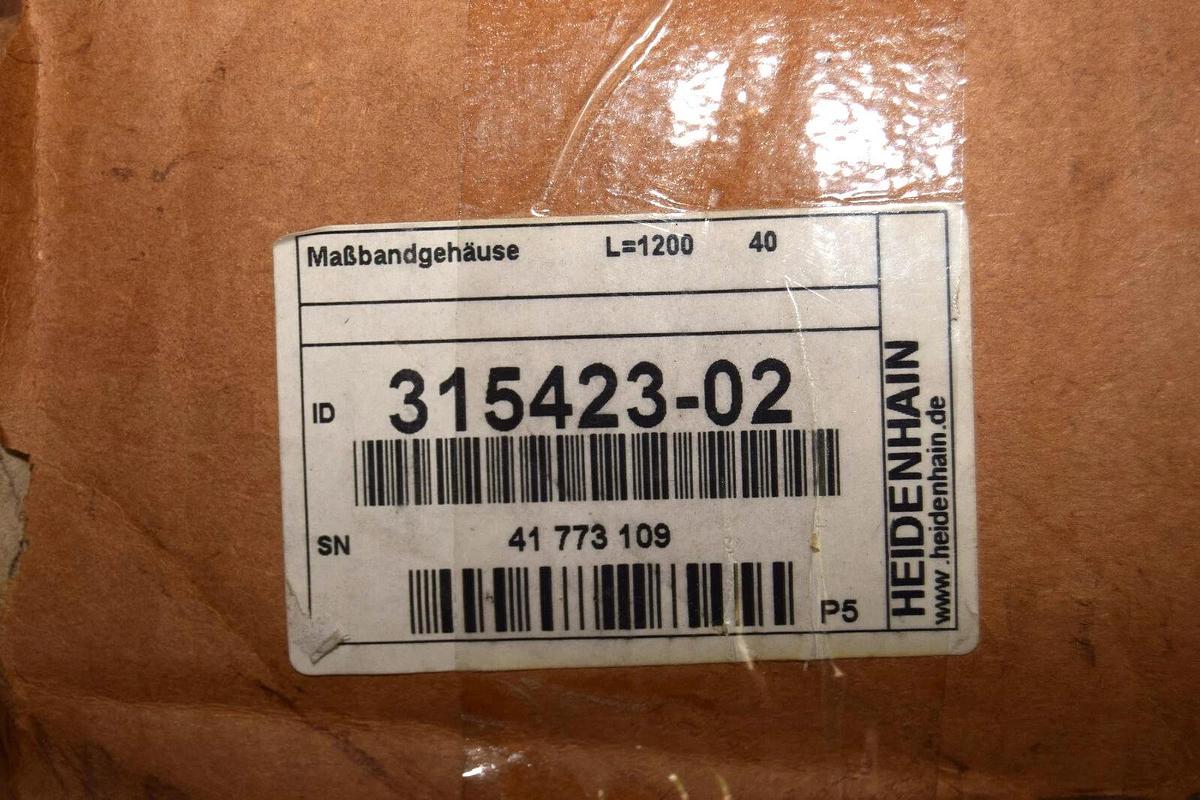 Maßbandgehäuse L=1200 40
ID 315423-02
SN 41 773 109
P5
HEIDENHAIN
www.heidenhain.de